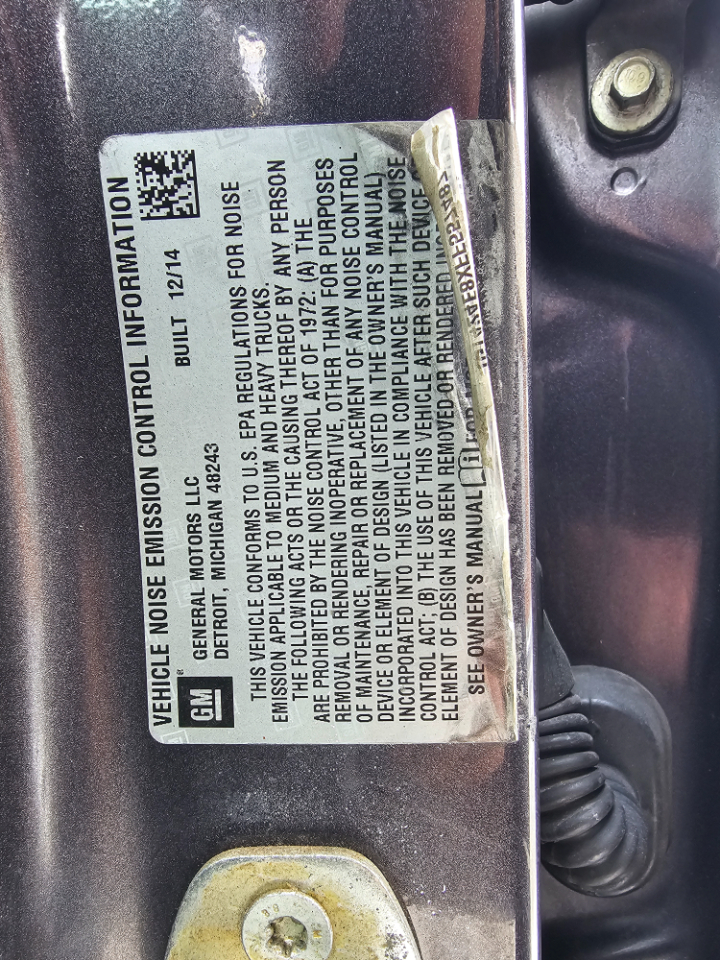 VEHICLE NOISE EMISSION CONTROL INFORMATION
GM ®
GENERAL MOTORS LLC BUILT 12/14
DETROIT, MICHIGAN 48243
THIS VEHICLE CONFORMS TO U.S. EPA REGULATIONS FOR NOISE
EMISSION APPLICABLE TO MEDIUM AND HEAVY TRUCKS.
THE FOLLOWING ACTS OR THE CAUSING THEREOF BY ANY PERSON
ARE PROHIBITED BY THE NOISE CONTROL ACT OF 1972: (A) THE
REMOVAL OR RENDERING INOPERATIVE, OTHER THAN FOR PURPOSES
OF MAINTENANCE, REPAIR OR REPLACEMENT OF ANY NOISE CONTROL
DEVICE OR ELEMENT OF DESIGN (LISTED IN THE OWNER'S MANUAL)
INCORPORATED INTO THIS VEHICLE IN COMPLIANCE WITH THE NOISE
CONTROL ACT; (B) THE USE OF THIS VEHICLE AFTER SUCH DEVICE
ELEMENT OF DESIGN HAS BEEN REMOVED OR RENDERED
SEE OWNER'S MANUAL FOR